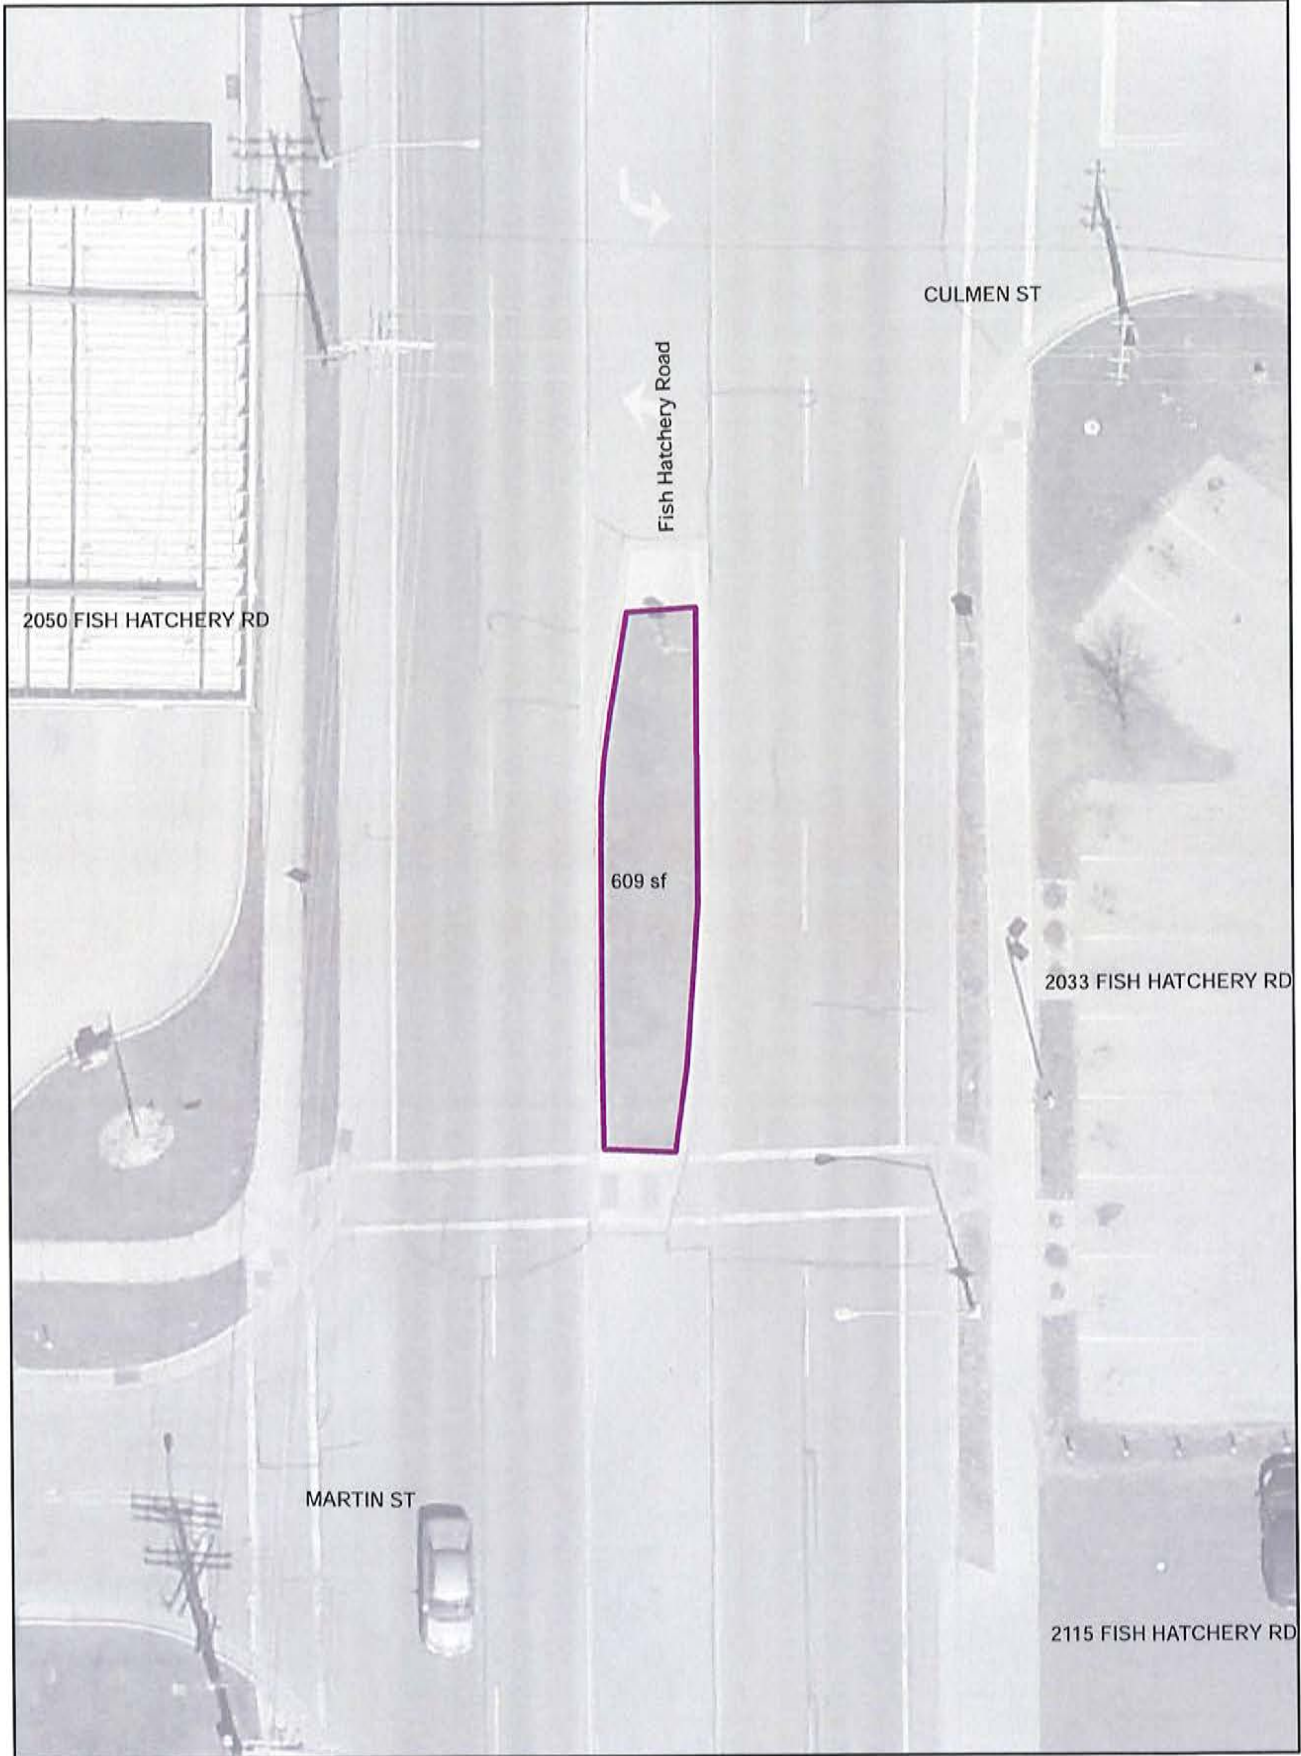 CULMEN ST
Fish Hatchery Road
2050 FISH HATCHERY RD
609 sf
2033 FISH HATCHERY RD
MARTIN ST
2115 FISH HATCHERY RD